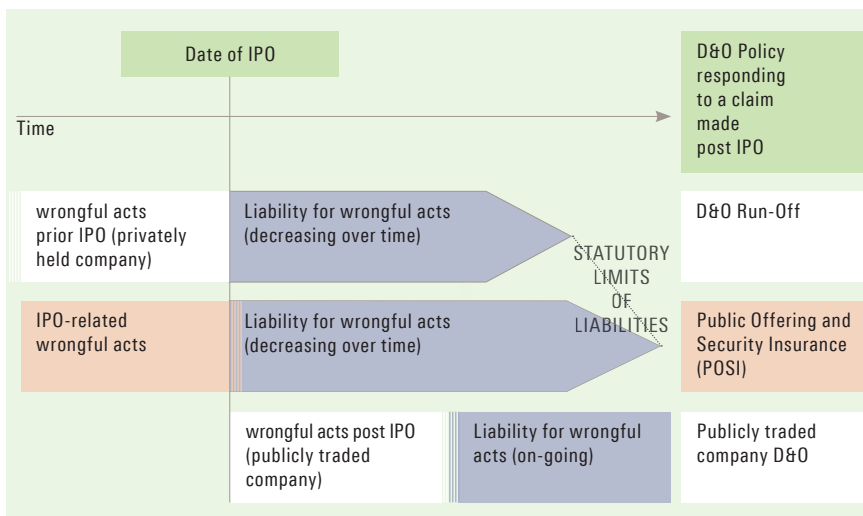 Date of IPO
D&O Policy
responding
to a claim
made
post IPO
Time
wrongful acts
prior IPO (privately
held company)
Liability for wrongful acts
(decreasing over time)
D&O Run-Off
STATUTORY
LIMITS
OF
LIABILITIES
IPO-related
wrongful acts
Liability for wrongful acts
(decreasing over time)
Public Offering and
Security Insurance
(POSI)
wrongful acts post IPO
(publicly traded
company)
Liability for wrongful
acts (on-going)
Publicly traded
company D&O